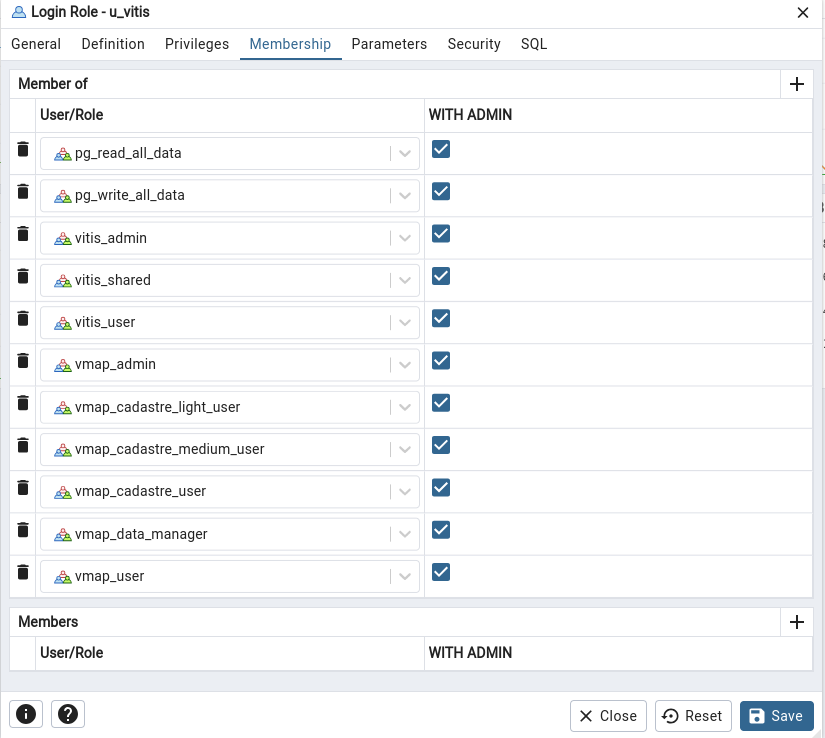 Login Role - u_vitis
General Definition Privileges Membership Parameters Security SQL
Member of
User/Role WITH ADMIN
pg_read_all_data
pg_write_all_data
vitis_admin
vitis_shared
vitis_user
vmap_admin
vmap_cadastre_light_user
vmap_cadastre_medium_user
vmap_cadastre_user
vmap_data_manager
vmap_user
Members
User/Role WITH ADMIN
Close Reset Save